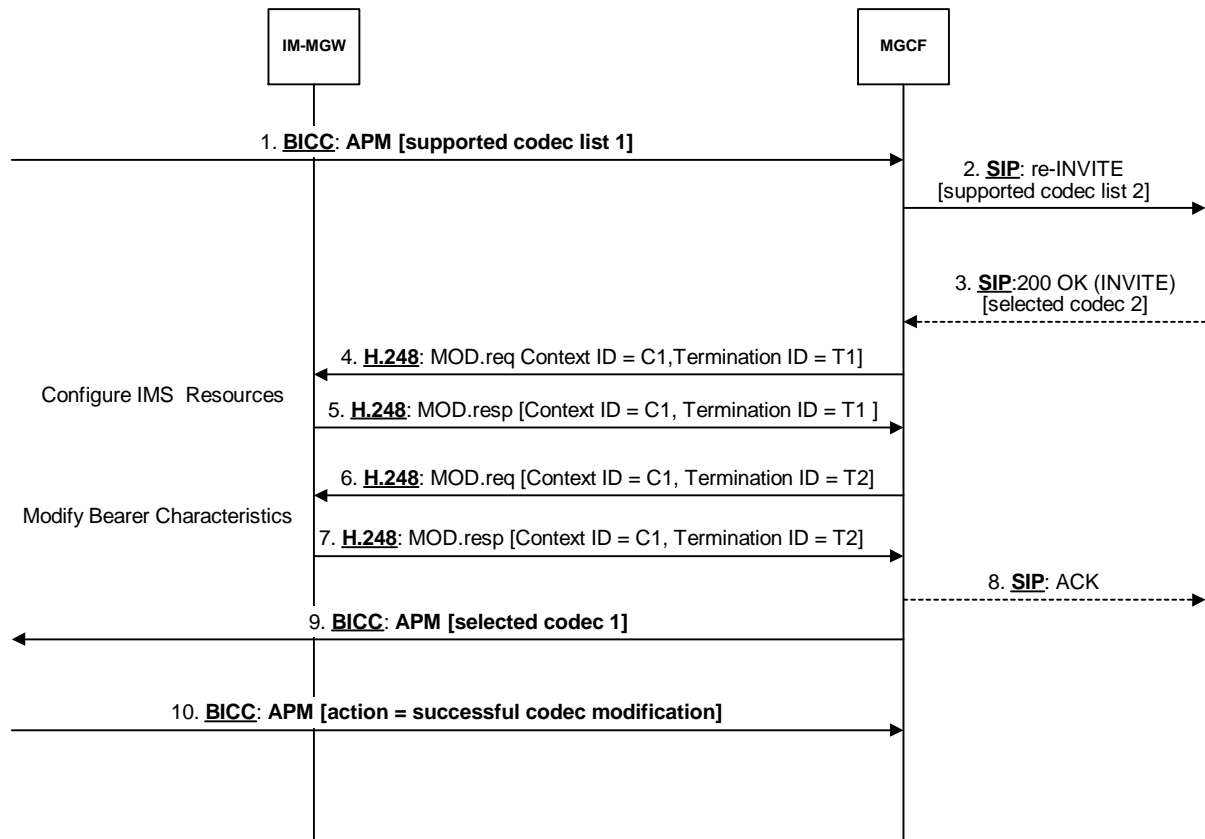 IM-MGW
MGCF
1. BICC: APM [supported codec list 1]
2. SIP: re-INVITE
[supported codec list 2]
3. SIP:200 OK (INVITE)
[selected codec 2]
4. H.248: MOD.req Context ID = C1,Termination ID = T1]
Configure IMS Resources
5. H.248: MOD.resp [Context ID = C1, Termination ID = T1 ]
6. H.248: MOD.req [Context ID = C1, Termination ID = T2]
Modify Bearer Characteristics
7. H.248: MOD.resp [Context ID = C1, Termination ID = T2]
8. SIP: ACK
9. BICC: APM [selected codec 1]
10. BICC: APM [action = successful codec modification]